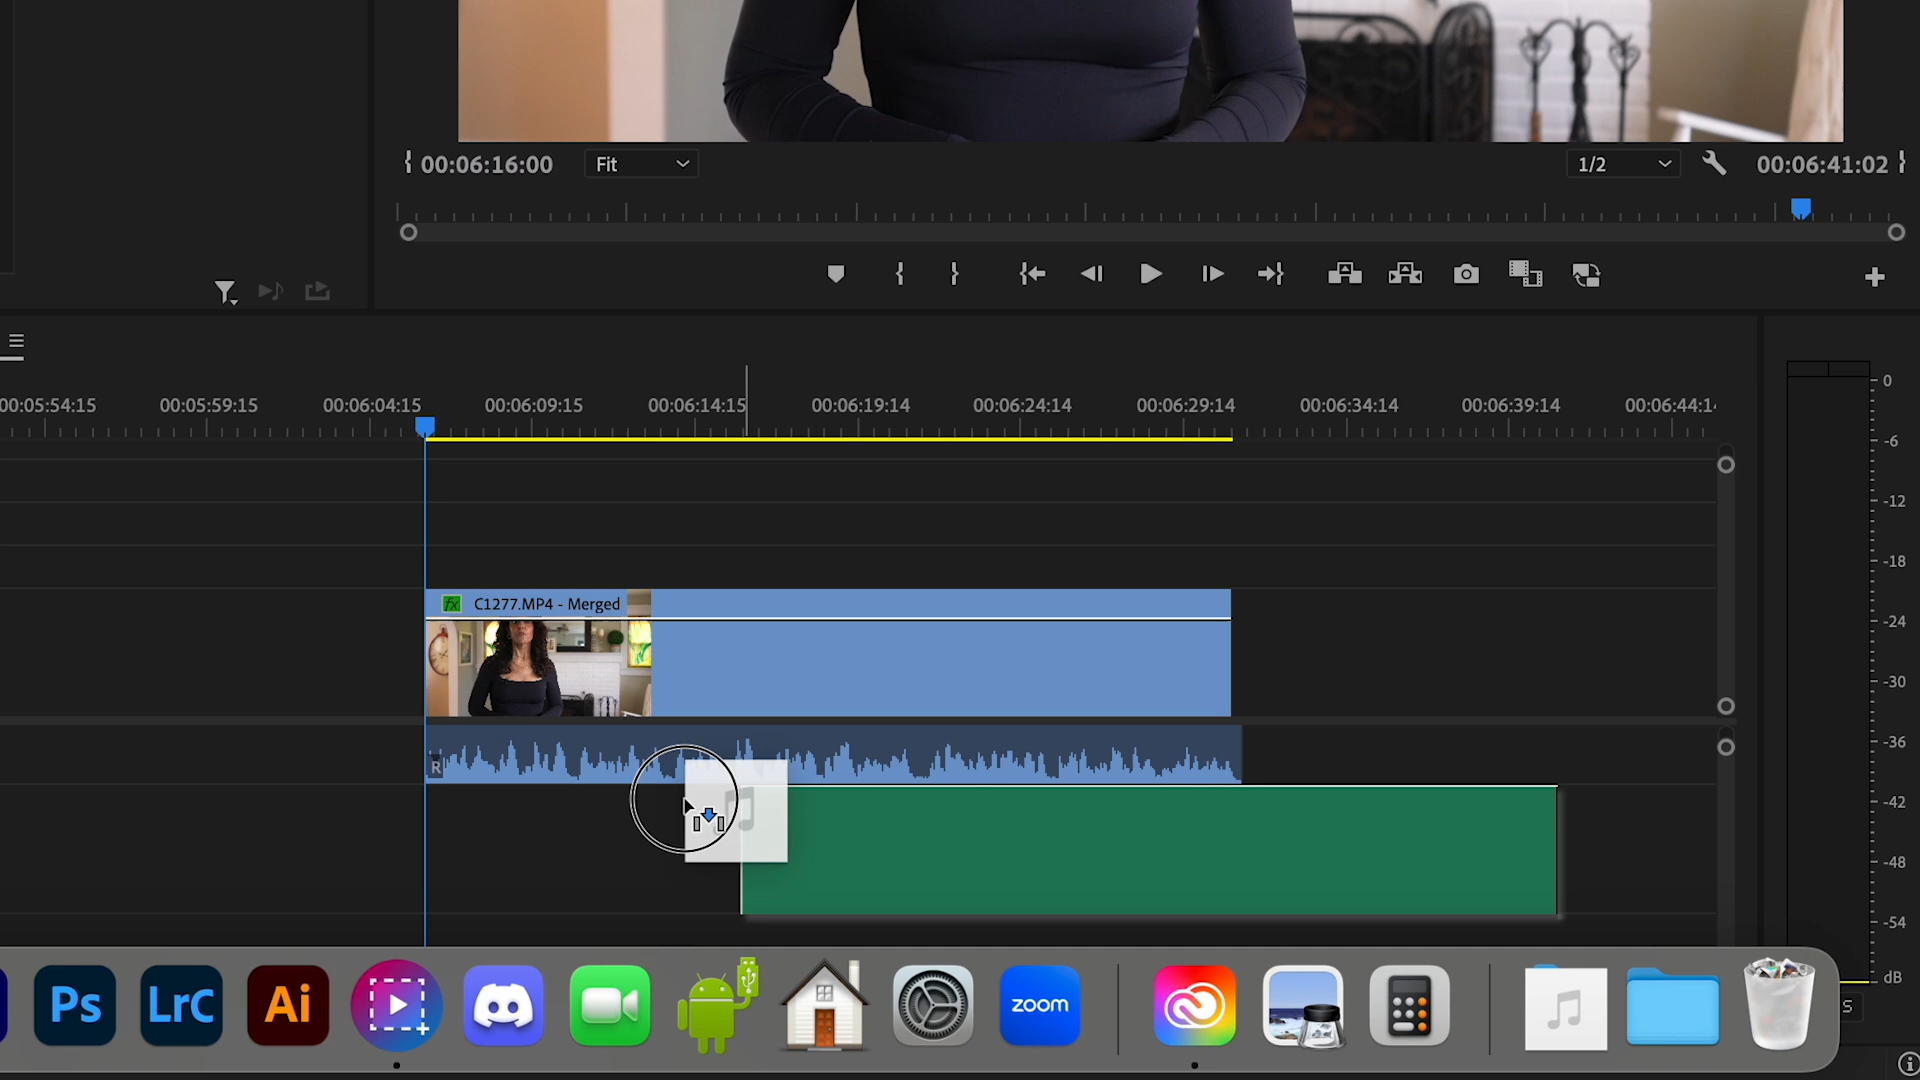 00:06:16:00 Fit 1/2 00:06:41:02
00:05:54:15 00:05:59:15 00:06:04:15 00:06:09:15 00:06:14:15 00:06:19:14 00:06:24:14 00:06:29:14 00:06:34:14 00:06:39:14 00:06:44:14
0
-6
-12
-18
-24
-30
-36
-42
-48
-54
dB
fx C1277.MP4 - Merged
R
S
Ps LrC Ai zoom